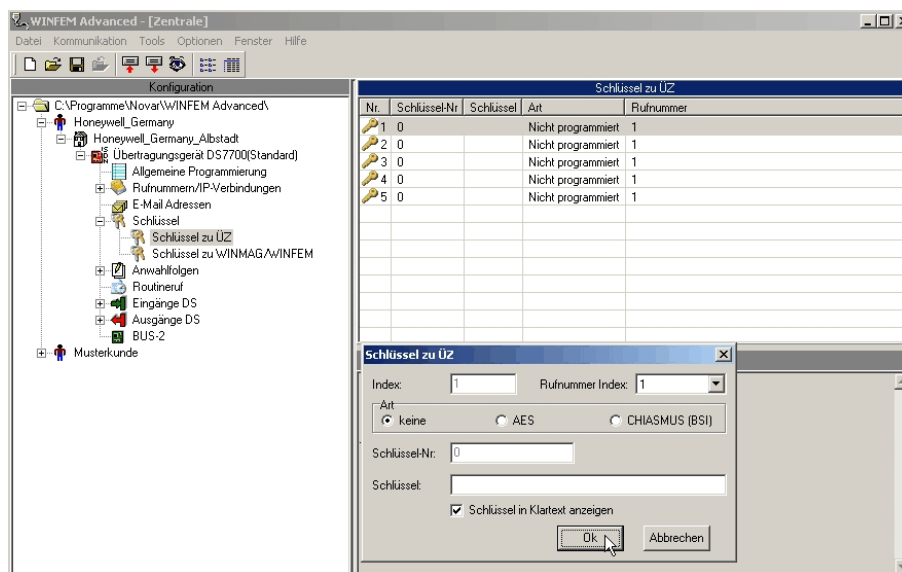 WINFEM Advanced - [Zentrale]
Datei Kommunikation Tools Optionen Fenster Hilfe
Konfiguration
C:\Programme\Novar\WINFEM Advanced\
Honeywell_Germany
Honeywell_Germany_Albstadt
Übertragungsgerät DS7700(Standard)
Allgemeine Programmierung
Rufnummern/IP-Verbindungen
E-Mail Adressen
Schlüssel
Schlüssel zu ÜZ
Schlüssel zu WINMAG/WINFEM
Anwahlfolgen
Routineruf
Eingänge DS
Ausgänge DS
BUS-2
Musterkunde
Schlüssel zu ÜZ
Nr. Schlüssel-Nr Schlüssel Art Rufnummer
1 0 Nicht programmiert 1
2 0 Nicht programmiert 1
3 0 Nicht programmiert 1
4 0 Nicht programmiert 1
5 0 Nicht programmiert 1
Schlüssel zu ÜZ
Index: 1 Rufnummer Index: 1
Art
keine AES CHIASMUS (BSI)
Schlüssel-Nr: 0
Schlüssel:
Schlüssel in Klartext anzeigen
Ok Abbrechen